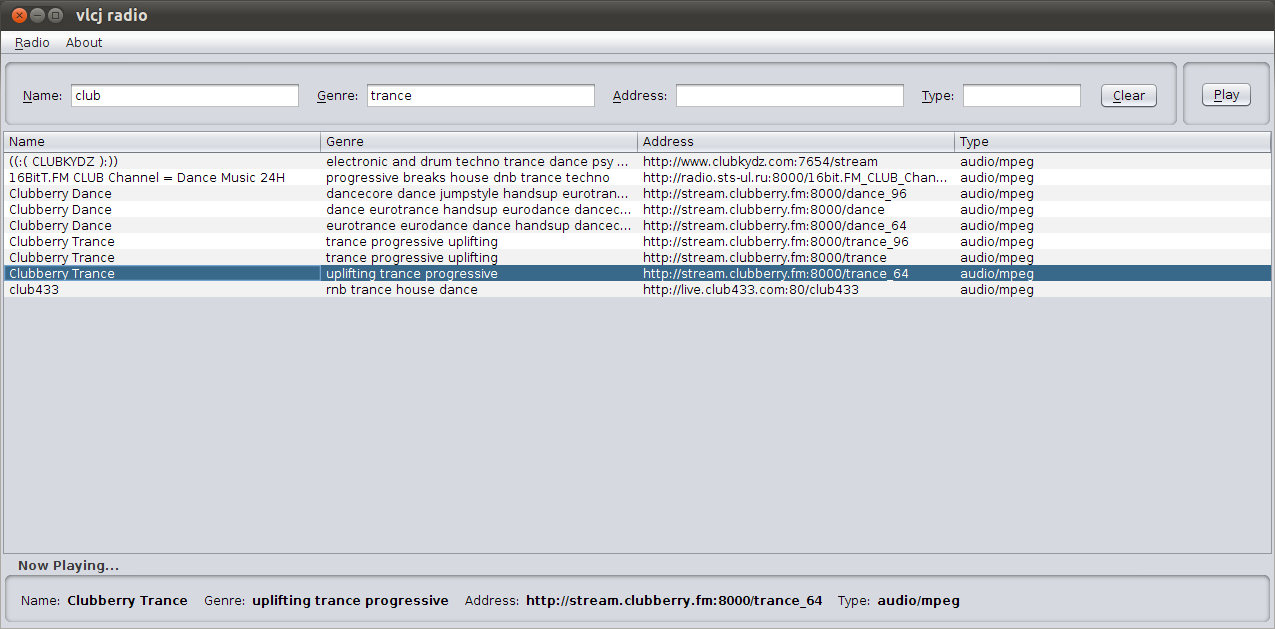 vlcj radio
Radio About
Name: club Genre: trance Address: Type: Clear Play
Name Genre Address Type
((:( CLUBKYDZ ):)) electronic and drum techno trance dance psy ... http://www.clubkydz.com:7654/stream audio/mpeg
16BitT.FM CLUB Channel = Dance Music 24H progressive breaks house dnb trance techno http://radio.sts-ul.ru:8000/16bit.FM_CLUB_Chan... audio/mpeg
Clubberry Dance dancecore dance jumpstyle handsup eurotran... http://stream.clubberry.fm:8000/dance_96 audio/mpeg
Clubberry Dance dance eurotrance handsup eurodance dancec... http://stream.clubberry.fm:8000/dance audio/mpeg
Clubberry Dance eurotrance eurodance dance handsup dancec... http://stream.clubberry.fm:8000/dance_64 audio/mpeg
Clubberry Trance trance progressive uplifting http://stream.clubberry.fm:8000/trance_96 audio/mpeg
Clubberry Trance trance progressive uplifting http://stream.clubberry.fm:8000/trance audio/mpeg
Clubberry Trance uplifting trance progressive http://stream.clubberry.fm:8000/trance_64 audio/mpeg
club433 rnb trance house dance http://live.club433.com:80/club433 audio/mpeg
Now Playing...
Name: Clubberry Trance Genre: uplifting trance progressive Address: http://stream.clubberry.fm:8000/trance_64 Type: audio/mpeg